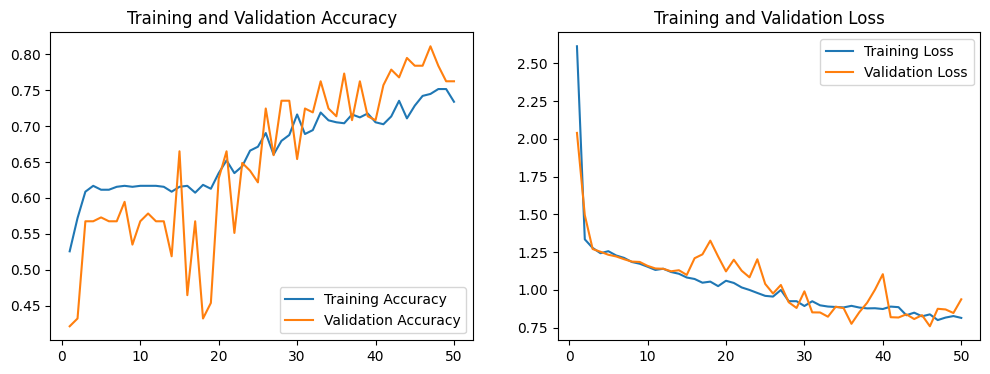 Training and Validation Accuracy
0.80
0.75
0.70
0.65
0.60
0.55
0.50
0.45
0 10 20 30 40 50
Training Accuracy
Validation Accuracy
Training and Validation Loss
2.50
2.25
2.00
1.75
1.50
1.25
1.00
0.75
0 10 20 30 40 50
Training Loss
Validation Loss